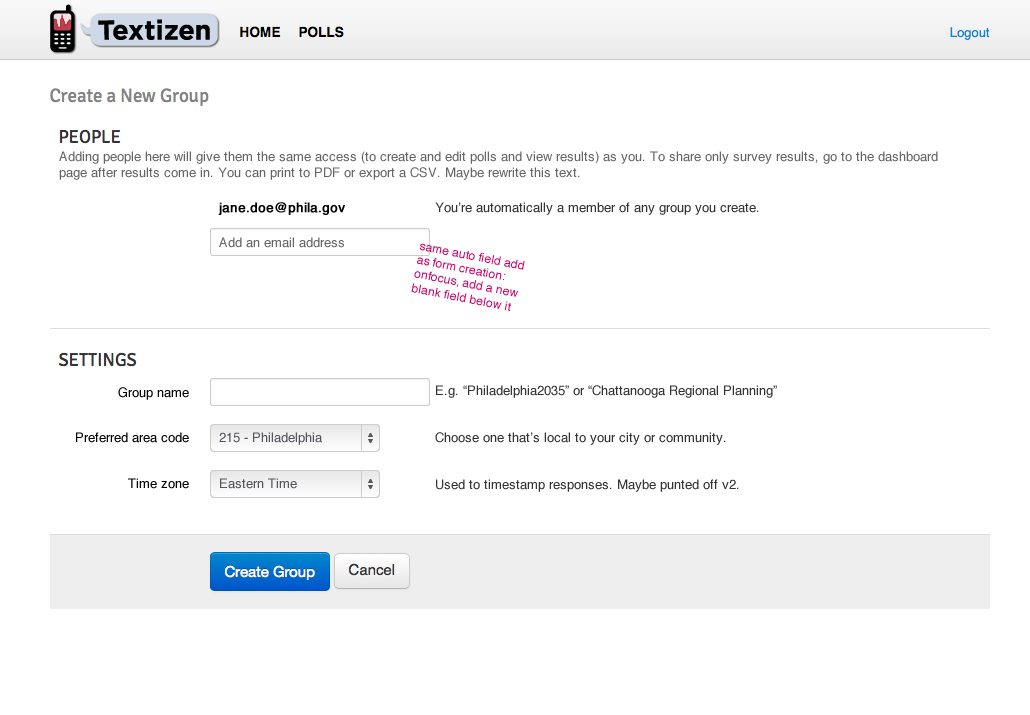 Textizen HOME POLLS Logout
Create a New Group
PEOPLE
Adding people here will give them the same access (to create and edit polls and view results) as you. To share only survey results, go to the dashboard
page after results come in. You can print to PDF or export a CSV. Maybe rewrite this text.
jane.doe@phila.gov You're automatically a member of any group you create.
Add an email address
same auto field add
as form creation:
onfocus, add a new
blank field below it
SETTINGS
Group name E.g. “Philadelphia2035” or “Chattanooga Regional Planning”
Preferred area code 215 - Philadelphia Choose one that's local to your city or community.
Time zone Eastern Time Used to timestamp responses. Maybe punted off v2.
Create Group Cancel